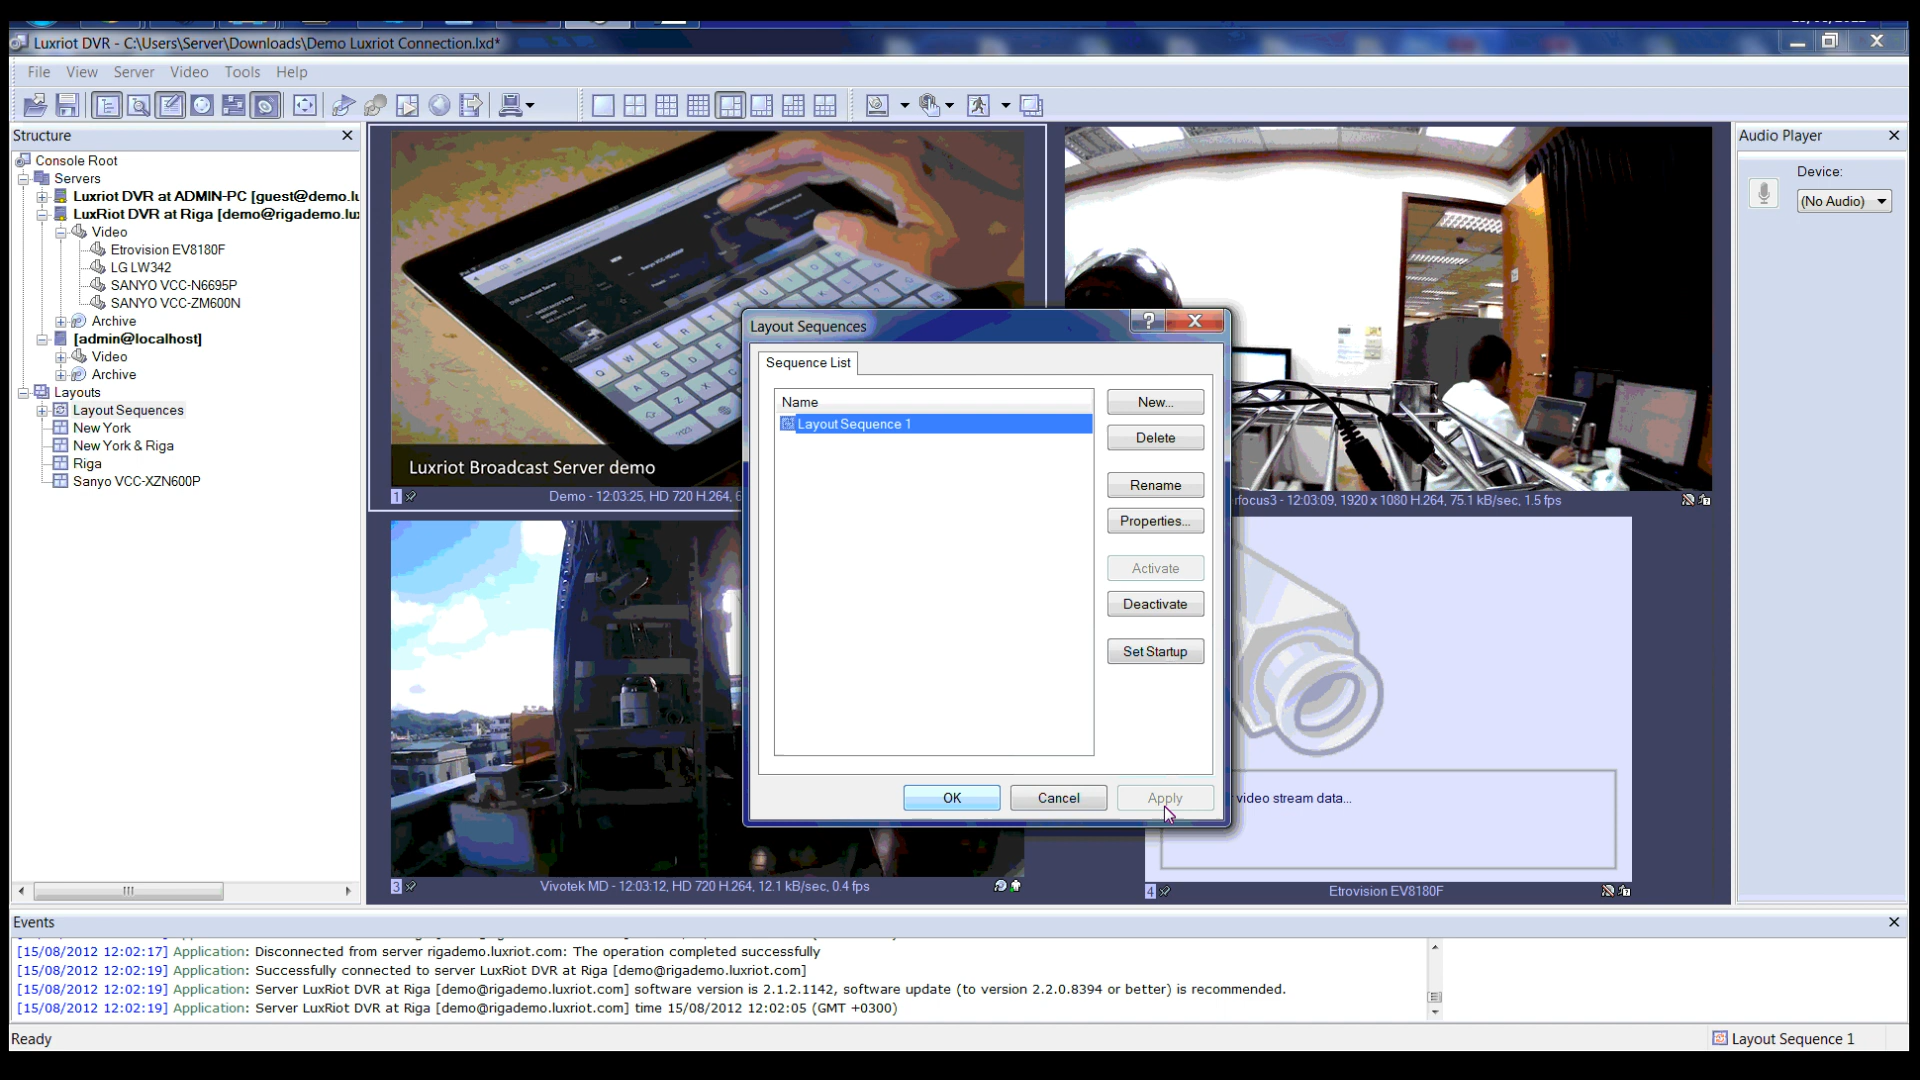 Luxriot DVR - C:\Users\Server\Downloads\Demo Luxriot Connection.lxd*
File View Server Video Tools Help
Structure
Console Root
Servers
Luxriot DVR at ADMIN-PC [guest@demo.lu
LuxRiot DVR at Riga [demo@rigademo.lux
Video
Etrovision EV8180F
LG LW342
SANYO VCC-N6695P
SANYO VCC-ZM600N
Archive
[admin@localhost]
Video
Archive
Layouts
Layout Sequences
New York
New York & Riga
Riga
Sanyo VCC-XZN600P
Luxriot Broadcast Server demo
1 Demo - 12:03:25, HD 720 H.264, 6
rfocus3 - 12:03:09, 1920 x 1080 H.264, 75.1 kB/sec, 1.5 fps
Layout Sequences
Sequence List
Name
Layout Sequence 1
New...
Delete
Rename
Properties...
Activate
Deactivate
Set Startup
OK Cancel Apply
video stream data...
3 Vivotek MD - 12:03:12, HD 720 H.264, 12.1 kB/sec, 0.4 fps
4 Etrovision EV8180F
Audio Player
Device:
(No Audio)
Events
[15/08/2012 12:02:17] Application: Disconnected from server rigademo.luxriot.com: The operation completed successfully
[15/08/2012 12:02:19] Application: Successfully connected to server LuxRiot DVR at Riga [demo@rigademo.luxriot.com]
[15/08/2012 12:02:19] Application: Server LuxRiot DVR at Riga [demo@rigademo.luxriot.com] software version is 2.1.2.1142, software update (to version 2.2.0.8394 or better) is recommended.
[15/08/2012 12:02:19] Application: Server LuxRiot DVR at Riga [demo@rigademo.luxriot.com] time 15/08/2012 12:02:05 (GMT +0300)
Ready
Layout Sequence 1